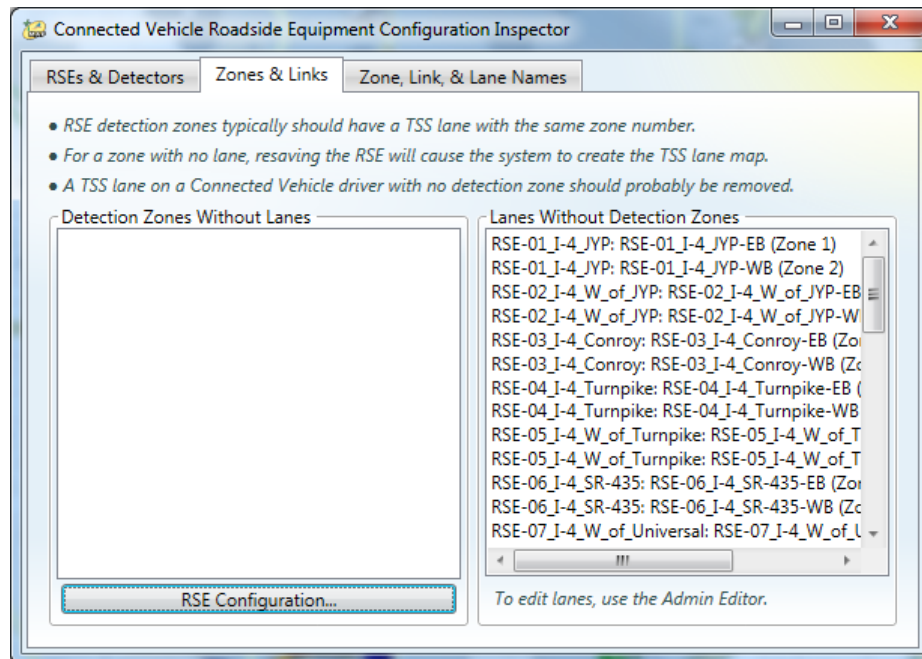 Connected Vehicle Roadside Equipment Configuration Inspector
RSEs & Detectors
Zones & Links
Zone, Link, & Lane Names
• RSE detection zones typically should have a TSS lane with the same zone number.
• For a zone with no lane, resaving the RSE will cause the system to create the TSS lane map.
• A TSS lane on a Connected Vehicle driver with no detection zone should probably be removed.
Detection Zones Without Lanes
RSE Configuration...
Lanes Without Detection Zones
RSE-01_I-4_JYP: RSE-01_I-4_JYP-EB (Zone 1)
RSE-01_I-4_JYP: RSE-01_I-4_JYP-WB (Zone 2)
RSE-02_I-4_W_of_JYP: RSE-02_I-4_W_of_JYP-EB
RSE-02_I-4_W_of_JYP: RSE-02_I-4_W_of_JYP-W
RSE-03_I-4_Conroy: RSE-03_I-4_Conroy-EB (Zo
RSE-03_I-4_Conroy: RSE-03_I-4_Conroy-WB (Zo
RSE-04_I-4_Turnpike: RSE-04_I-4_Turnpike-EB (
RSE-04_I-4_Turnpike: RSE-04_I-4_Turnpike-WB
RSE-05_I-4_W_of_Turnpike: RSE-05_I-4_W_of_T
RSE-05_I-4_W_of_Turnpike: RSE-05_I-4_W_of_T
RSE-06_I-4_SR-435: RSE-06_I-4_SR-435-EB (Zo
RSE-06_I-4_SR-435: RSE-06_I-4_SR-435-WB (Zo
RSE-07_I-4_W_of_Universal: RSE-07_I-4_W_of_U
To edit lanes, use the Admin Editor.